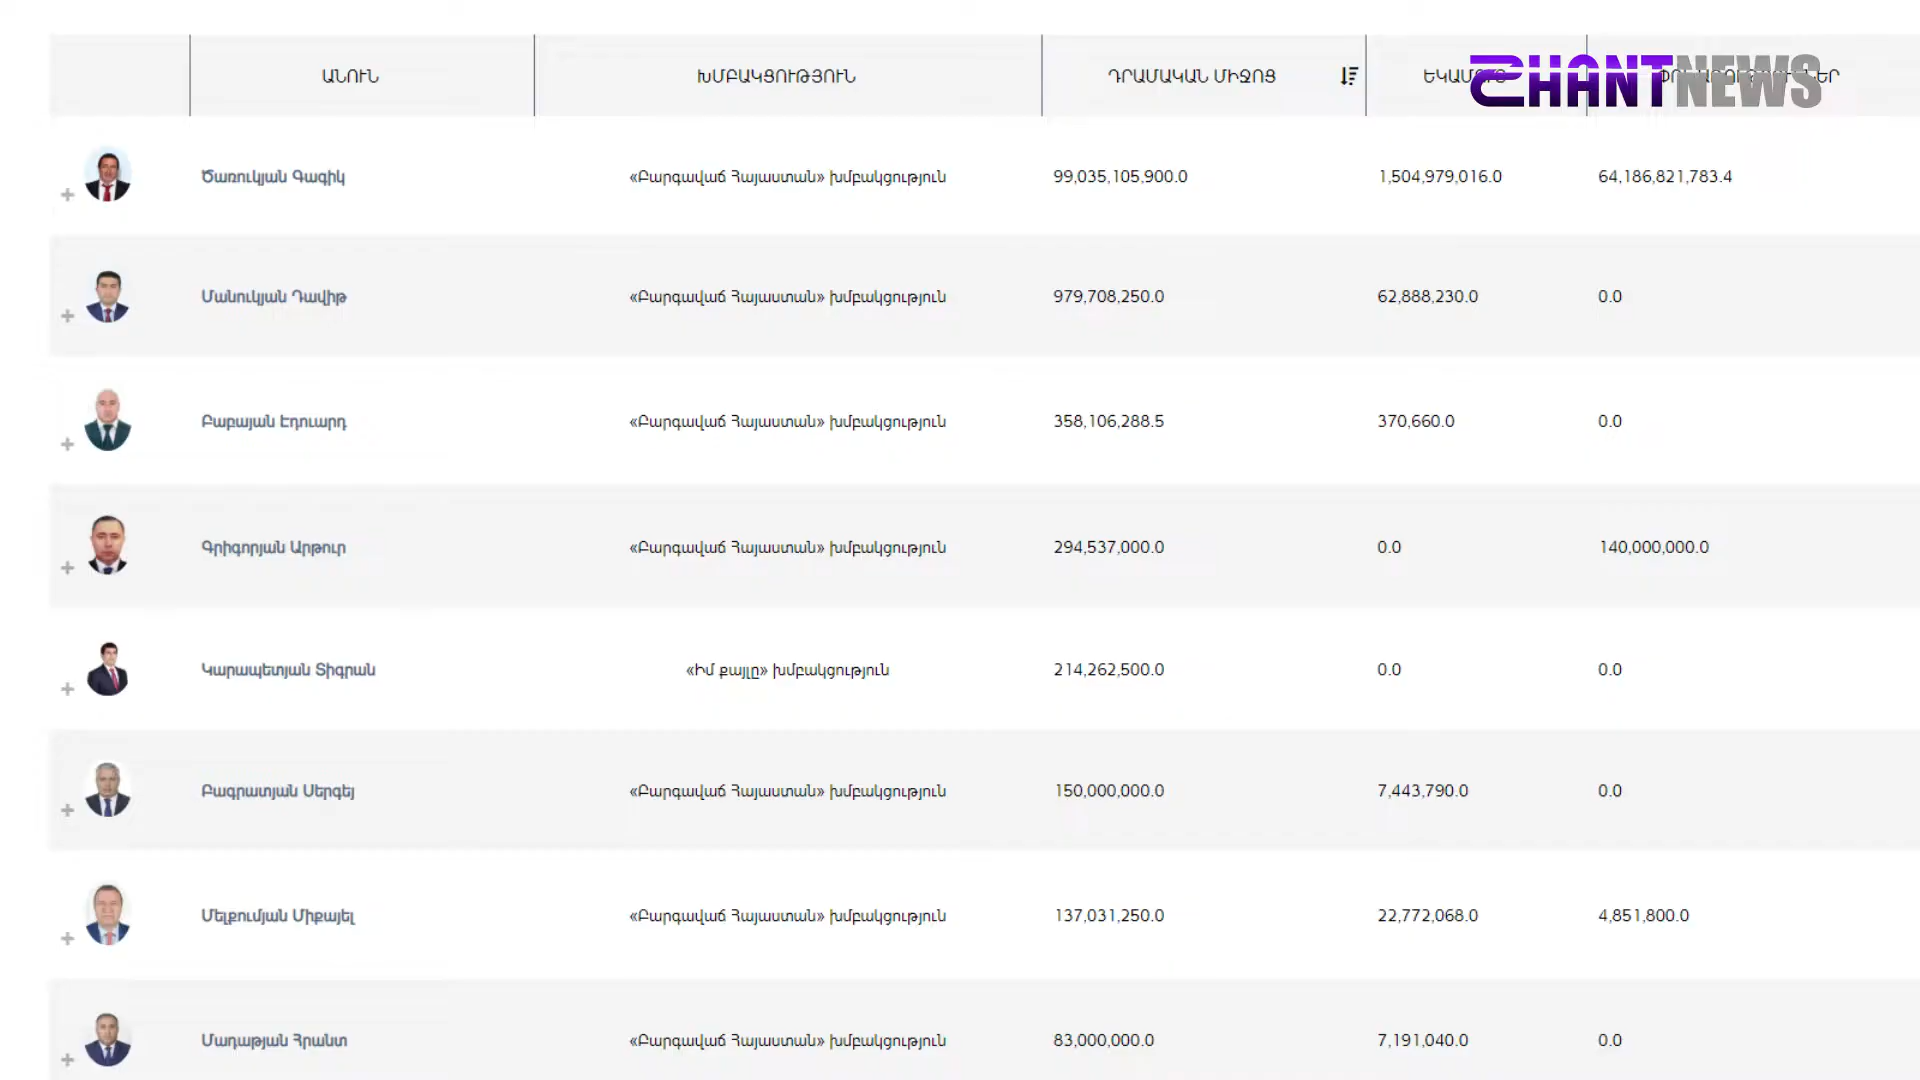 ԱՆՈՒՆ ԽՄԲԱԿՑՈՒԹՅՈՒՆ ԴՐԱՄԱԿԱՆ ՄԻՋՈՑ
SHANTNEWS
Ծառուկյան Գագիկ «Բարգավաճ Հայաստան» խմբակցություն 99,035,105,900.0 1,504,979,016.0 64,186,821,783.4
Մանուկյան Դավիթ «Բարգավաճ Հայաստան» խմբակցություն 979,708,250.0 62,888,230.0 0.0
Բաբայան Էդուարդ «Բարգավաճ Հայաստան» խմբակցություն 358,106,288.5 370,660.0 0.0
Գրիգորյան Արթուր «Բարգավաճ Հայաստան» խմբակցություն 294,537,000.0 0.0 140,000,000.0
Կարապետյան Տիգրան «Իմ քայլը» խմբակցություն 214,262,500.0 0.0 0.0
Բագրատյան Սերգեյ «Բարգավաճ Հայաստան» խմբակցություն 150,000,000.0 7,443,790.0 0.0
Մելքումյան Միքայել «Բարգավաճ Հայաստան» խմբակցություն 137,031,250.0 22,772,068.0 4,851,800.0
Մադաթյան Հրանտ «Բարգավաճ Հայաստան» խմբակցություն 83,000,000.0 7,191,040.0 0.0